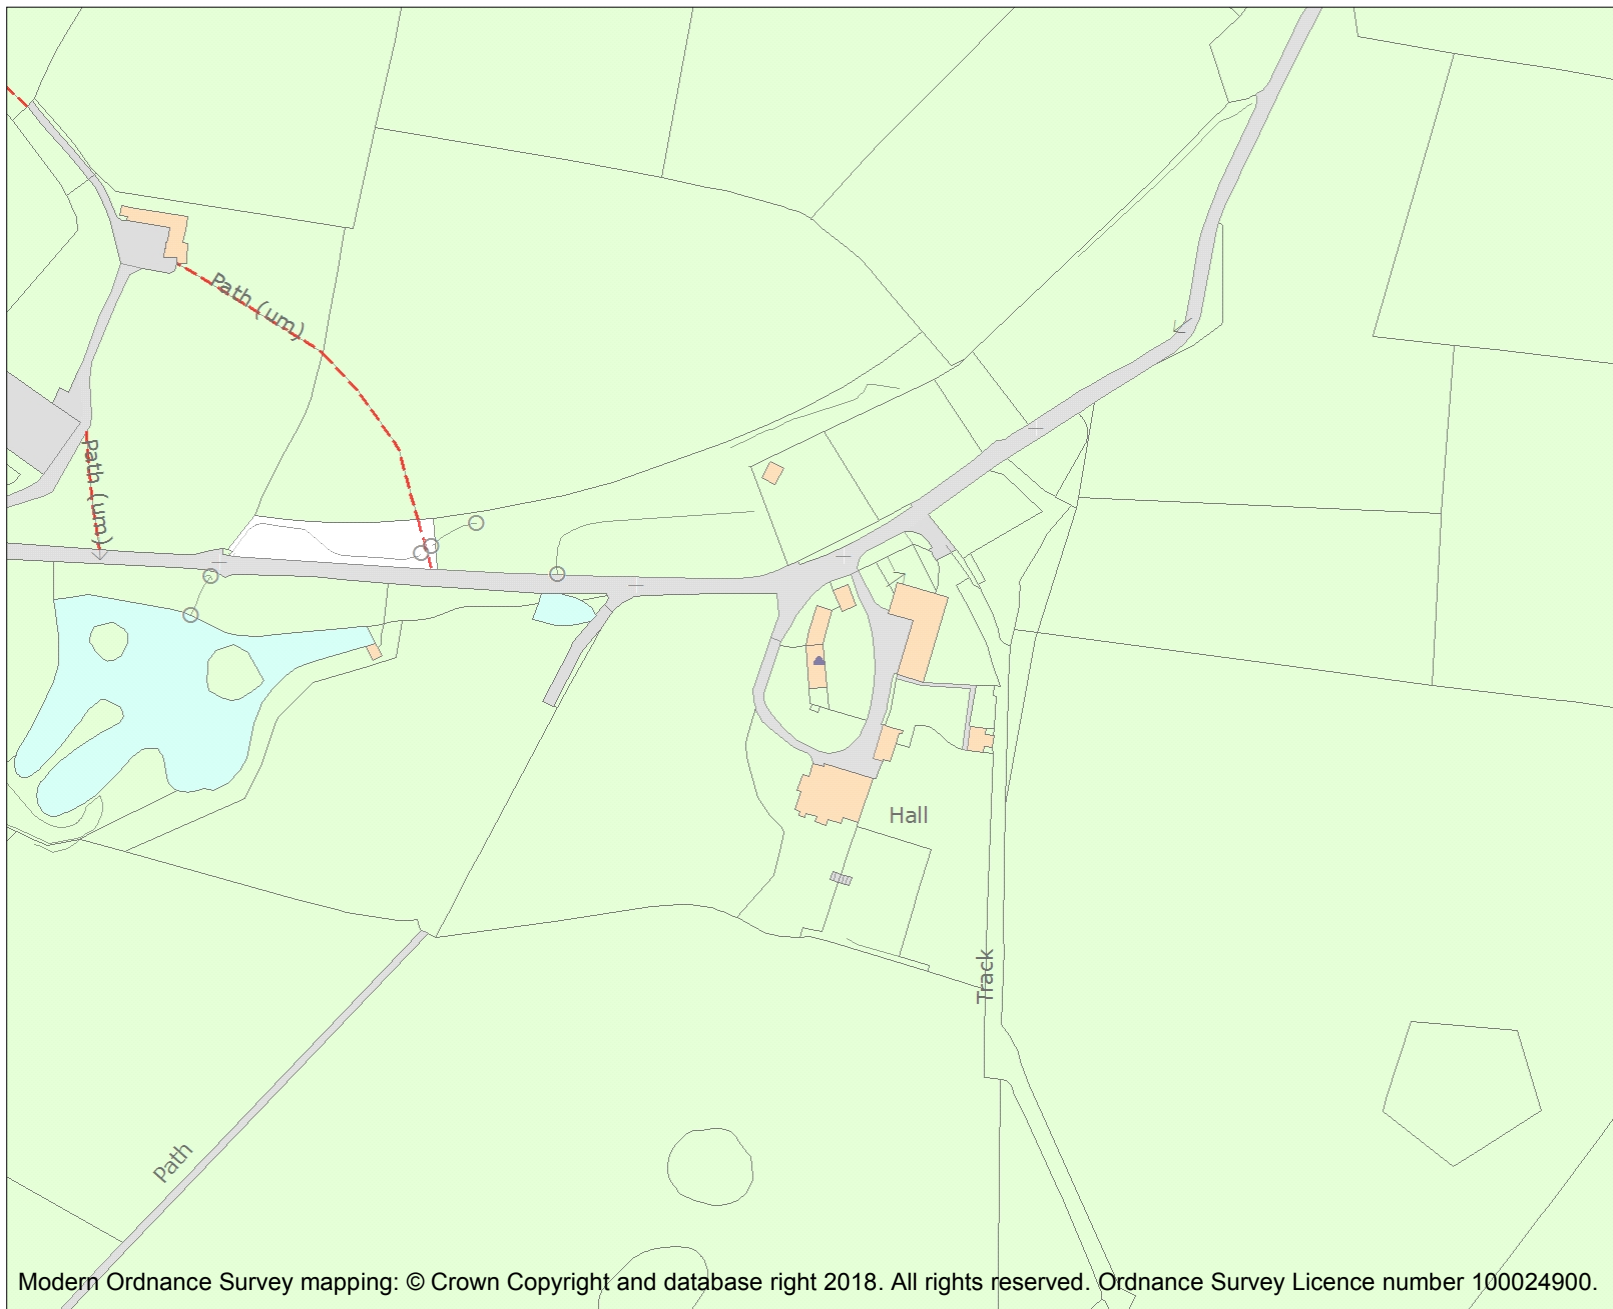 Path (um)
Path (um)
Hall
Track
Path
Modern Ordnance Survey mapping: © Crown Copyright and database right 2018. All rights reserved. Ordnance Survey Licence number 100024900.